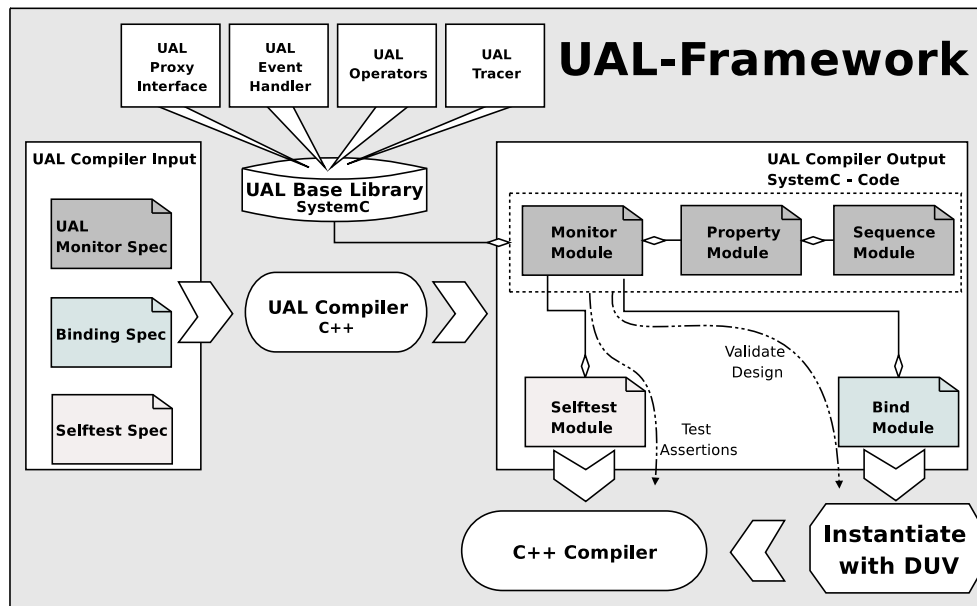 UAL
Proxy
Interface
UAL
Event
Handler
UAL
Operators
UAL
Tracer
UAL-Framework
UAL Compiler Input
UAL
Monitor Spec
Binding Spec
Selftest Spec
UAL Base Library
SystemC
UAL Compiler
C++
UAL Compiler Output
SystemC - Code
Monitor
Module
Property
Module
Sequence
Module
Validate
Design
Selftest
Module
Test
Assertions
Bind
Module
C++ Compiler
Instantiate
with DUV